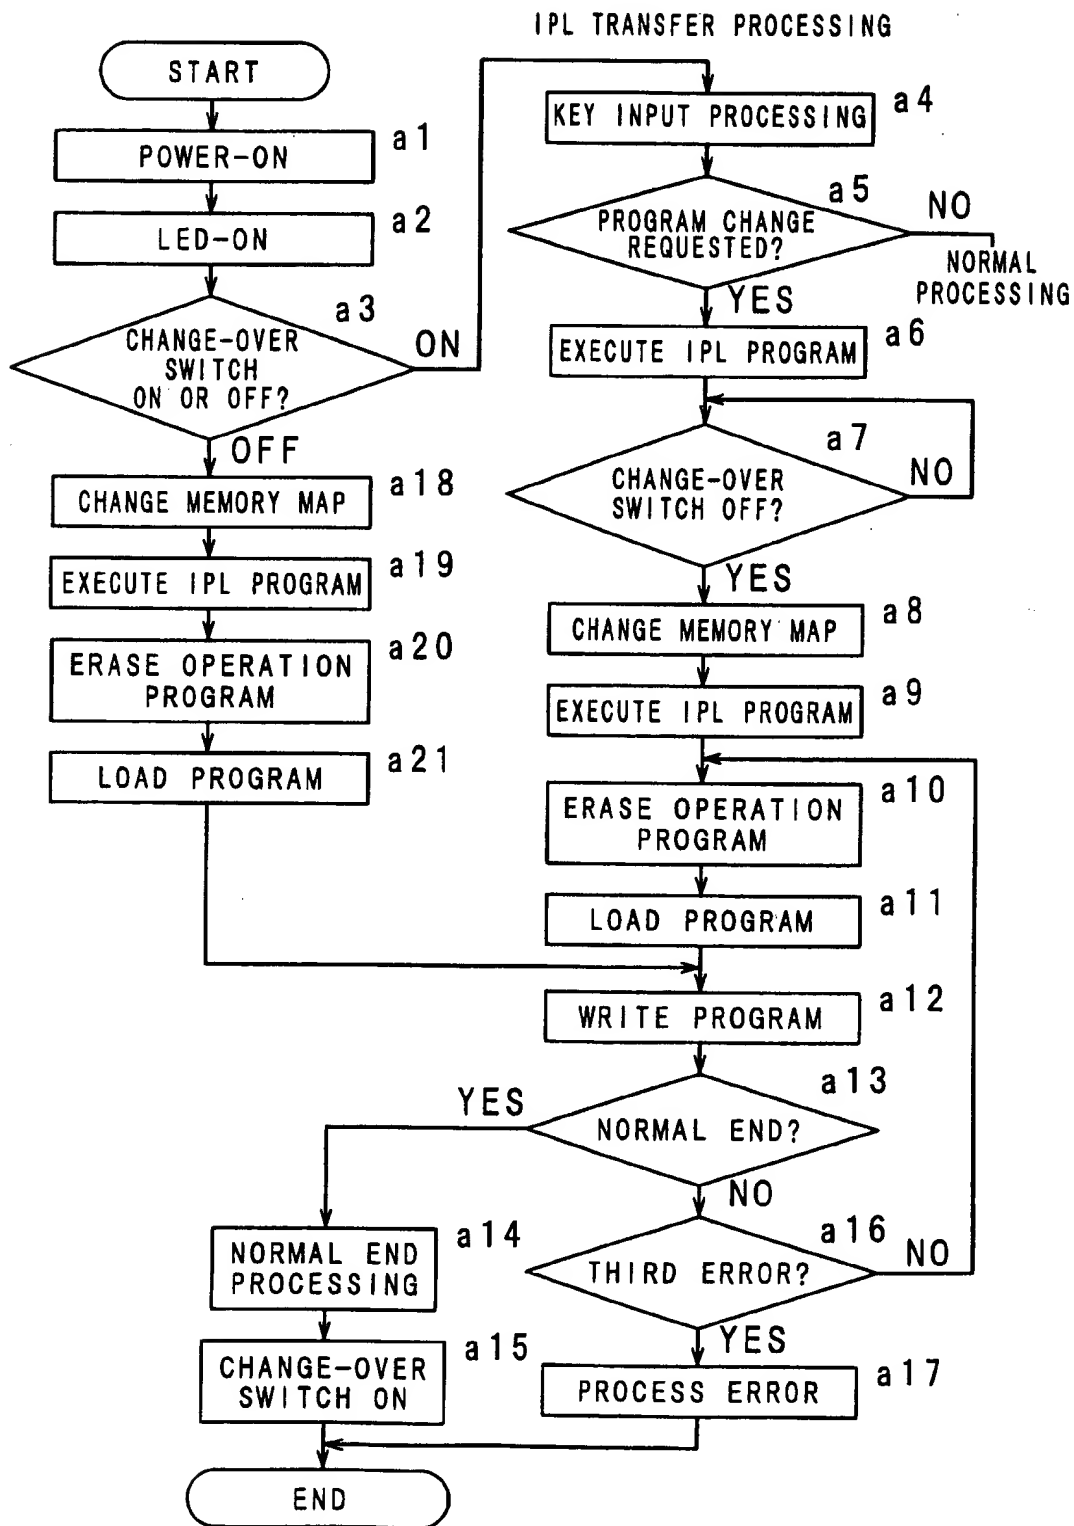 IPL TRANSFER PROCESSING
START
a1
POWER-ON
a2
LED-ON
a3
CHANGE-OVER
SWITCH
ON OR OFF?
ON
OFF
a18
CHANGE MEMORY MAP
a19
EXECUTE IPL PROGRAM
a20
ERASE OPERATION
PROGRAM
a21
LOAD PROGRAM
a4
KEY INPUT PROCESSING
a5
PROGRAM CHANGE
REQUESTED?
NO
NORMAL
PROCESSING
YES
a6
EXECUTE IPL PROGRAM
a7
CHANGE-OVER
SWITCH OFF?
NO
YES
a8
CHANGE MEMORY MAP
a9
EXECUTE IPL PROGRAM
a10
ERASE OPERATION
PROGRAM
a11
LOAD PROGRAM
a12
WRITE PROGRAM
a13
NORMAL END?
YES
NO
a14
NORMAL END
PROCESSING
a15
CHANGE-OVER
SWITCH ON
a16
THIRD ERROR?
NO
YES
a17
PROCESS ERROR
END